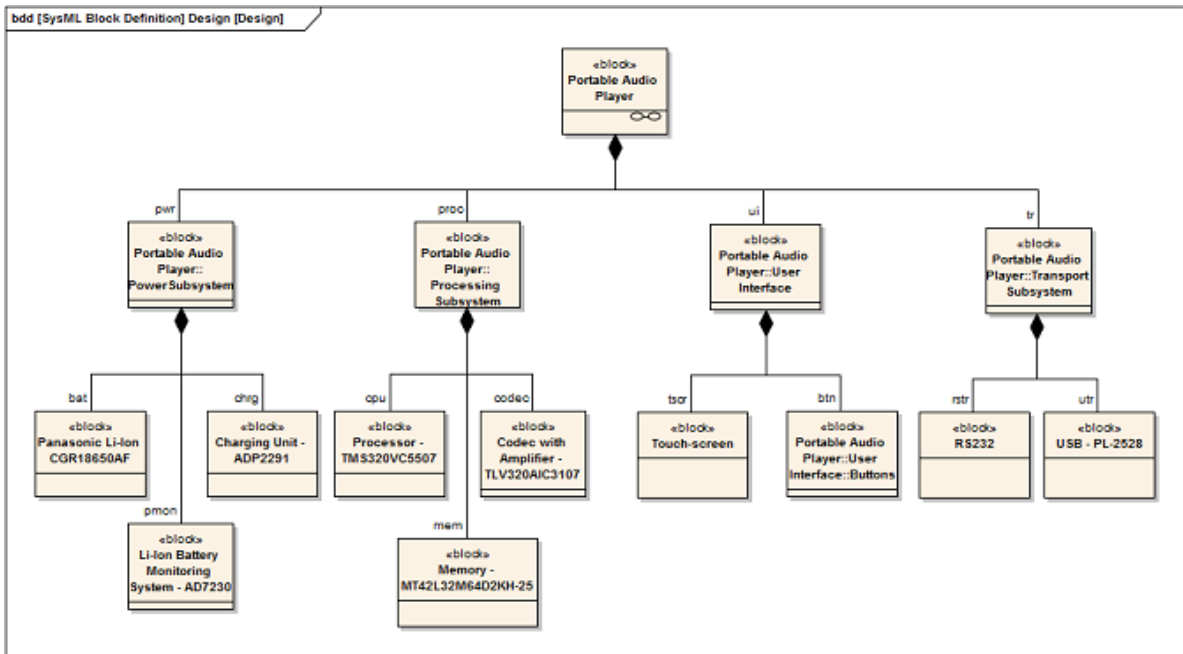 bdd [SysML Block Definition] Design [Design]
«block»
Portable Audio
Player
pwr
proc
ui
tr
«block»
Portable Audio
Player::
PowerSubsystem
«block»
Portable Audio
Player::
Processing
Subsystem
«block»
Portable Audio
Player::User
Interface
«block»
Portable Audio
Player::Transport
Subsystem
bat
chrg
cpu
codec
tscr
btn
rstr
utr
«block»
Panasonic Li-Ion
CGR18650AF
«block»
Charging Unit -
ADP2291
«block»
Processor -
TMS320VC5507
«block»
Codec with
Amplifier -
TLV320AIC3107
«block»
Touch-screen
«block»
Portable Audio
Player::User
Interface::Buttons
«block»
RS232
«block»
USB - PL-2528
pmon
mem
«block»
Li-Ion Battery
Monitoring
System - AD7230
«block»
Memory -
MT42L32M64D2KH-25